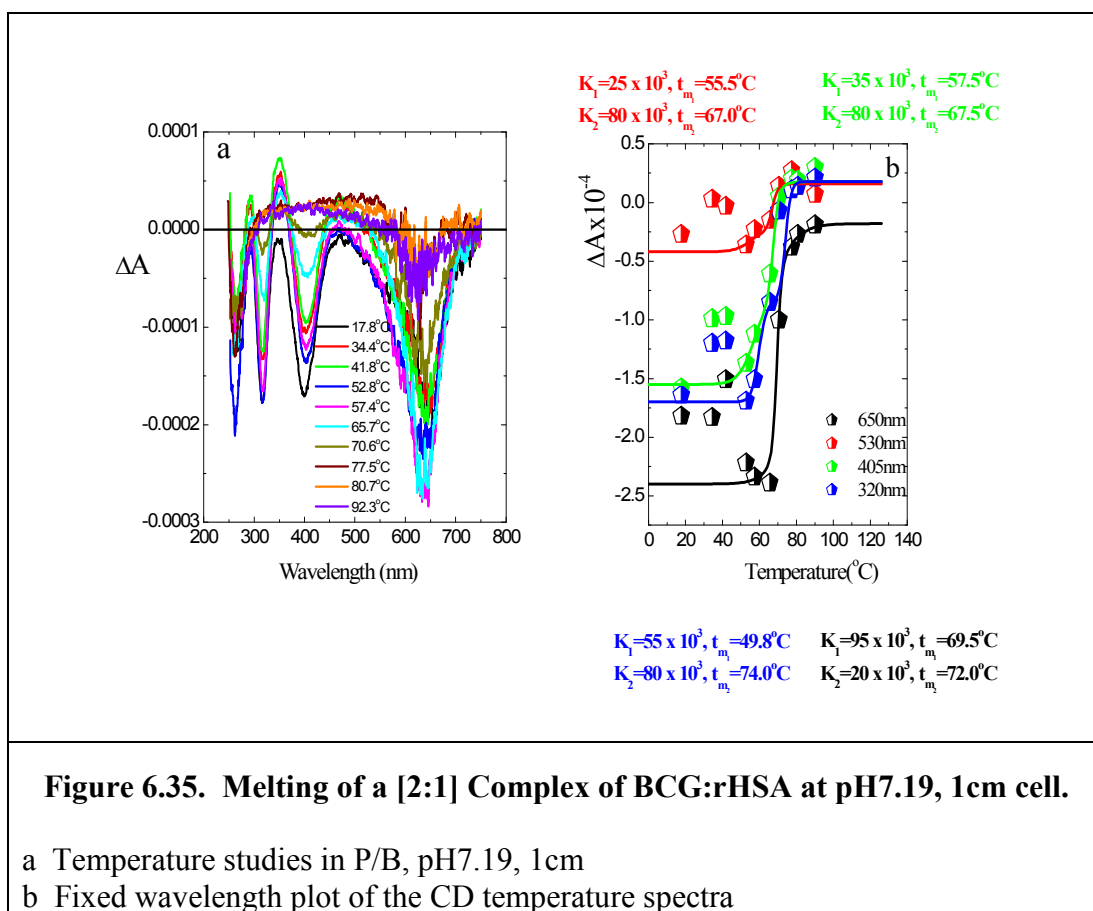 K₁=25 x 10³, tₘ₁=55.5°C
K₂=80 x 10³, tₘ₂=67.0°C
K₁=35 x 10³, tₘ₁=57.5°C
K₂=80 x 10³, tₘ₂=67.5°C
a
0.0001
0.0000
-0.0001
-0.0002
-0.0003
ΔA
17.8°C
34.4°C
41.8°C
52.8°C
57.4°C
65.7°C
70.6°C
77.5°C
80.7°C
92.3°C
200 300 400 500 600 700 800
Wavelength (nm)
b
0.5
0.0
-0.5
-1.0
-1.5
-2.0
-2.5
ΔAx10⁻⁴
650nm
530nm
405nm
320nm
0 20 40 60 80 100 120 140
Temperature(°C)
K₁=55 x 10³, tₘ₁=49.8°C
K₂=80 x 10³, tₘ₂=74.0°C
K₁=95 x 10³, tₘ₁=69.5°C
K₂=20 x 10³, tₘ₂=72.0°C
Figure 6.35. Melting of a [2:1] Complex of BCG:rHSA at pH7.19, 1cm cell.
a Temperature studies in P/B, pH7.19, 1cm
b Fixed wavelength plot of the CD temperature spectra